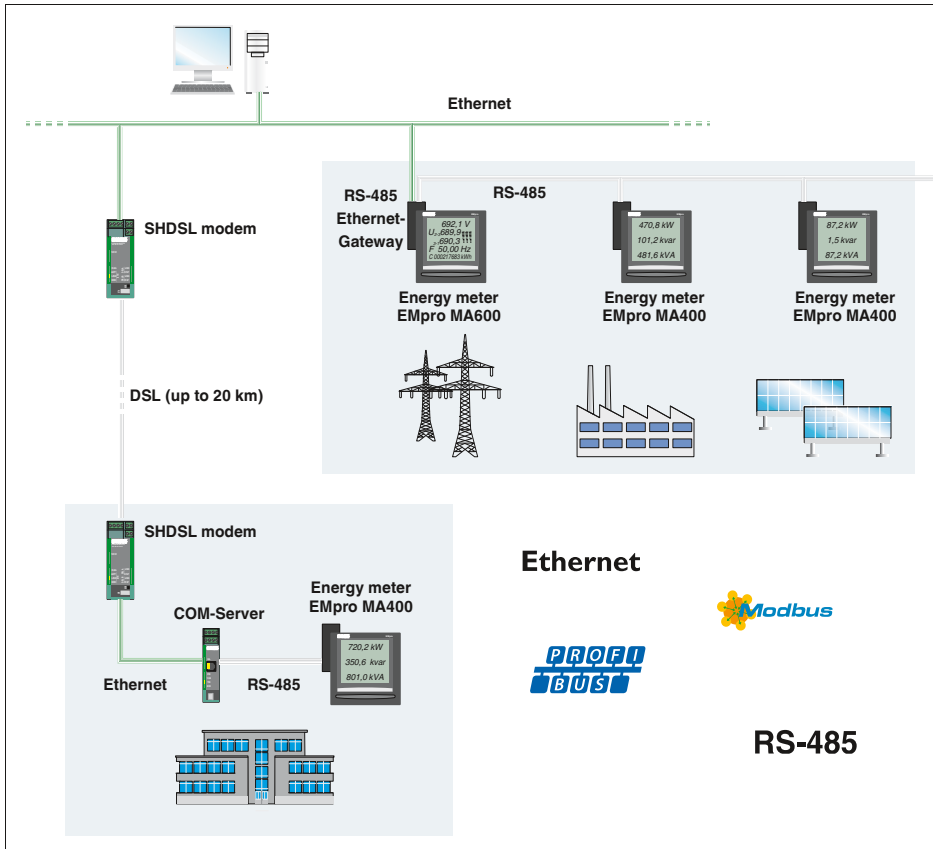 Ethernet
RS-485
Ethernet-
Gateway
RS-485
SHDSL modem
692,1 V
689,9
690,3
F 50,00 Hz
C 000217683 kWh
470,8 kW
101,2 kvar
481,6 kVA
87,2 kW
1,5 kvar
87,2 kVA
Energy meter
EMpro MA600
Energy meter
EMpro MA400
Energy meter
EMpro MA400
DSL (up to 20 km)
SHDSL modem
Energy meter
EMpro MA400
COM-Server
720,2 kW
350,6 kvar
801,0 kVA
Ethernet
RS-485
Ethernet
Modbus
PROFI
BUS
RS-485